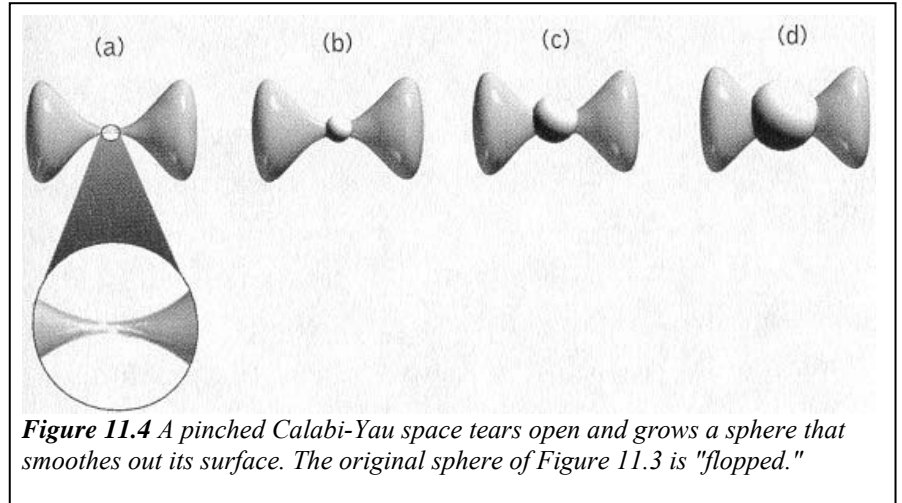 (a) (b) (c) (d)
Figure 11.4 A pinched Calabi-Yau space tears open and grows a sphere that
smoothes out its surface. The original sphere of Figure 11.3 is "flopped."